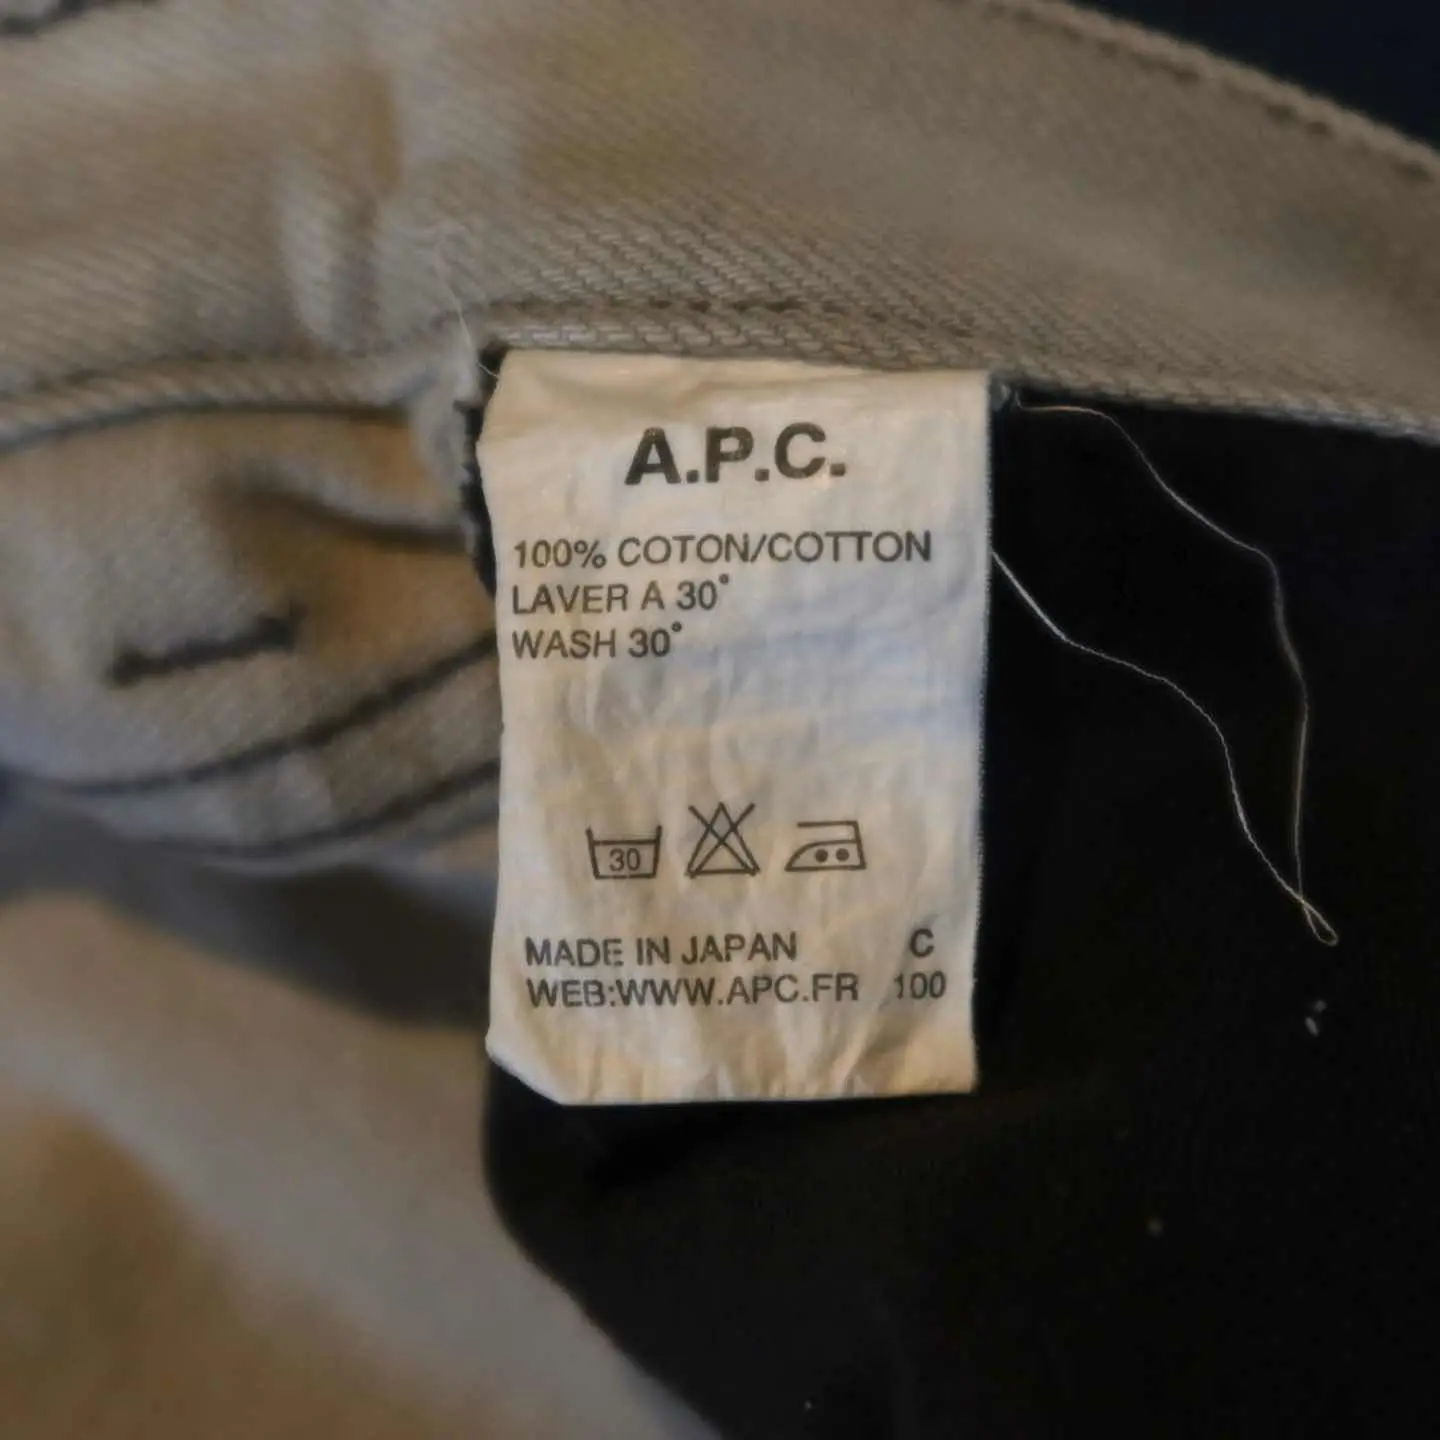 A.P.C.
100% COTON/COTTON
LAVER A 30°
WASH 30°
30
MADE IN JAPAN C
WEB:WWW.APC.FR 100